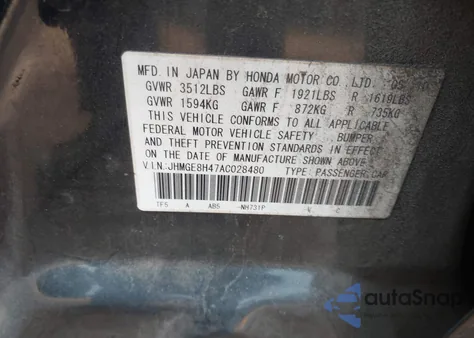 MFD. IN JAPAN BY HONDA MOTOR CO., LTD.
GVWR 3512LBS GAWR F 1921LBS R 1619LBS
GVWR 1594KG GAWR F 872KG R 735KG
THIS VEHICLE CONFORMS TO ALL APPLICABLE
FEDERAL MOTOR VEHICLE SAFETY, BUMPER
AND THEFT PREVENTION STANDARDS IN EFFECT
ON THE DATE OF MANUFACTURE SHOWN ABOVE.
V.I.N.:JHMGE8H47AC028480 TYPE: PASSENGER CAR
TF5 A AB5 -NH731P V C
autoSnap